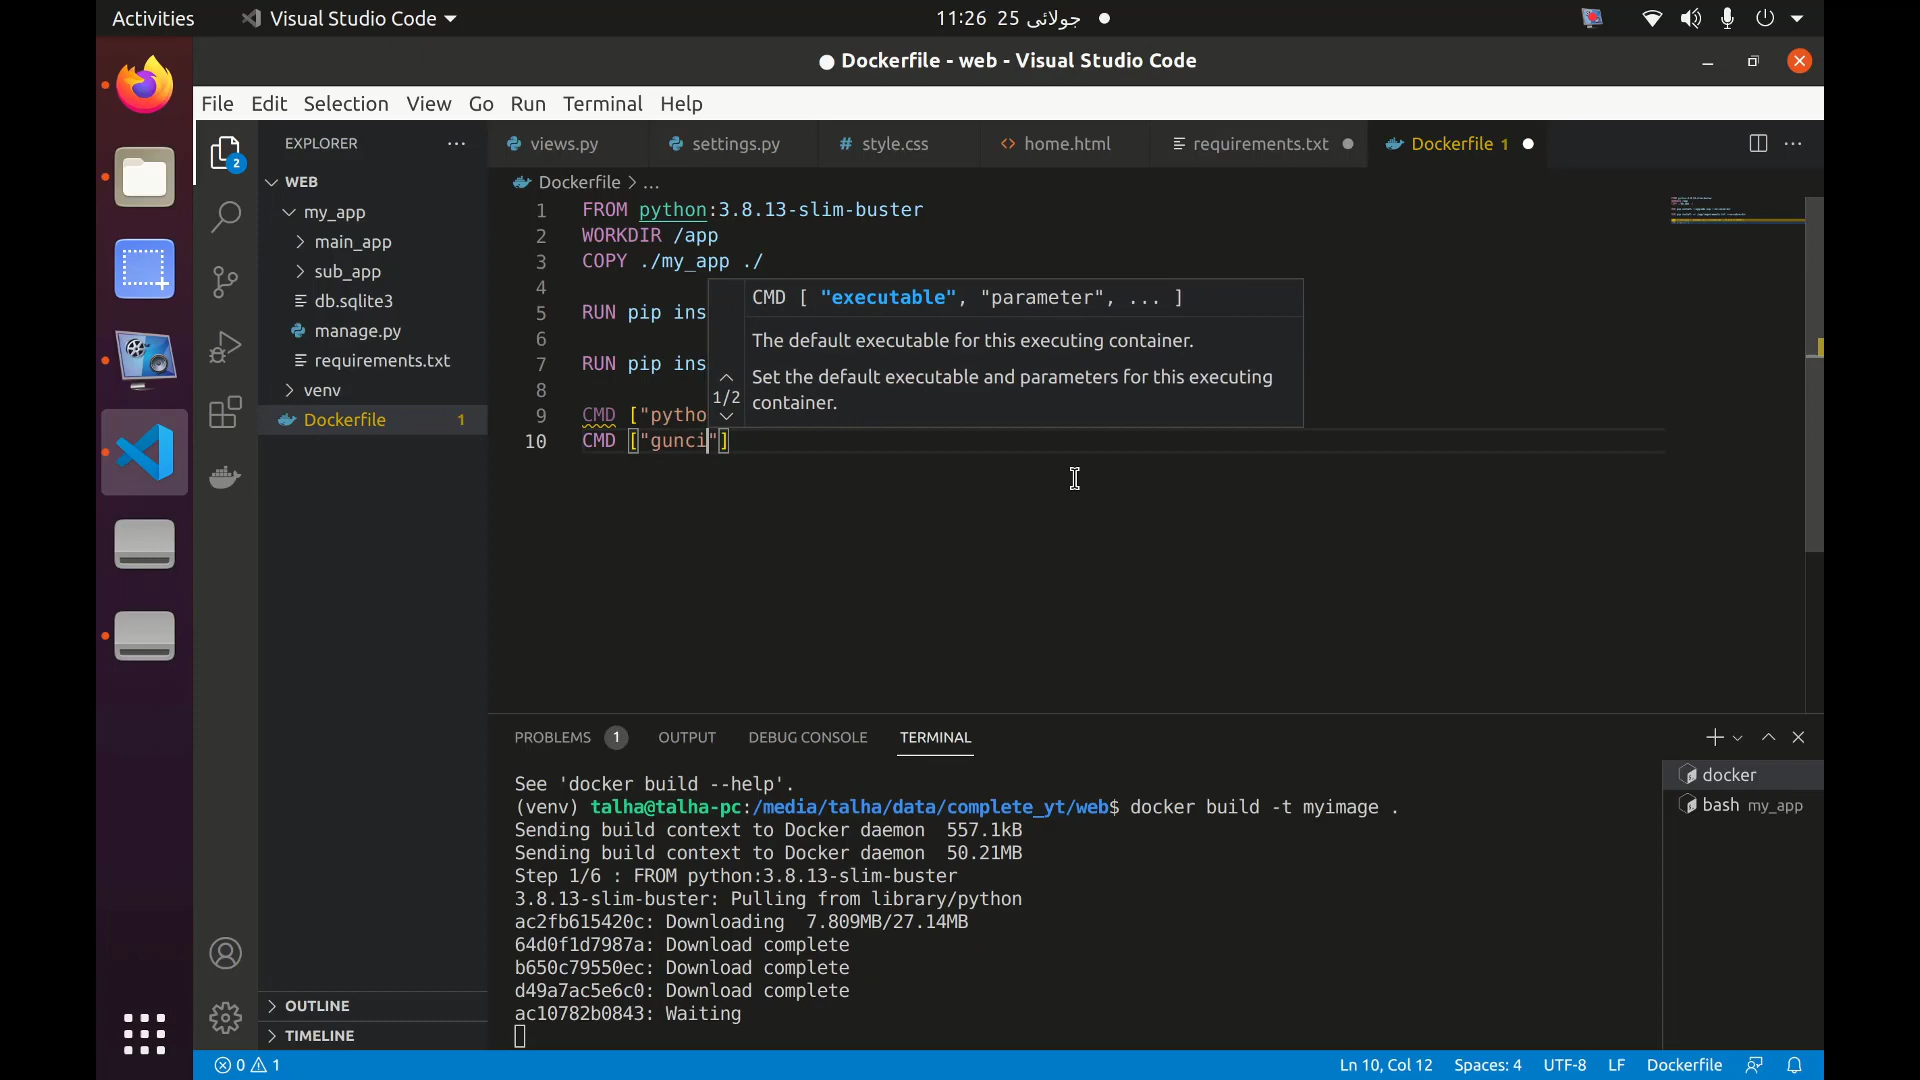 Activities Visual Studio Code 11:26 25 جولائی
Dockerfile - web - Visual Studio Code
File Edit Selection View Go Run Terminal Help
EXPLORER ... views.py settings.py # style.css <> home.html requirements.txt Dockerfile 1 ...
2
WEB
Dockerfile > ...
my_app
main_app
sub_app
db.sqlite3
manage.py
requirements.txt
venv
Dockerfile 1
1 FROM python:3.8.13-slim-buster
2 WORKDIR /app
3 COPY ./my_app ./
4
5 RUN pip ins
6
7 RUN pip ins
8
9 CMD ["pytho
10 CMD ["gunci"]
CMD [ "executable", "parameter", ... ]
The default executable for this executing container.
Set the default executable and parameters for this executing
container.
1/2
PROBLEMS 1 OUTPUT DEBUG CONSOLE TERMINAL
See 'docker build --help'.
(venv) talha@talha-pc:/media/talha/data/complete_yt/web$ docker build -t myimage .
Sending build context to Docker daemon 557.1kB
Sending build context to Docker daemon 50.21MB
Step 1/6 : FROM python:3.8.13-slim-buster
3.8.13-slim-buster: Pulling from library/python
ac2fb615420c: Downloading 7.809MB/27.14MB
64d0f1d7987a: Download complete
b650c79550ec: Download complete
d49a7ac5e6c0: Download complete
ac10782b0843: Waiting
docker
bash my_app
OUTLINE
TIMELINE
0 1 Ln 10, Col 12 Spaces: 4 UTF-8 LF Dockerfile